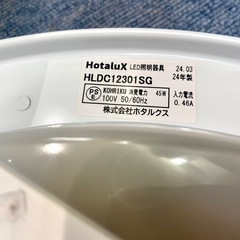 HotaluX LED照明器具 24.03
HLDC12301SG 24年製
PS E KOHRIKU 消費電力 45W 入力電流
100V 50/60Hz 0.46A
株式会社ホタルクス